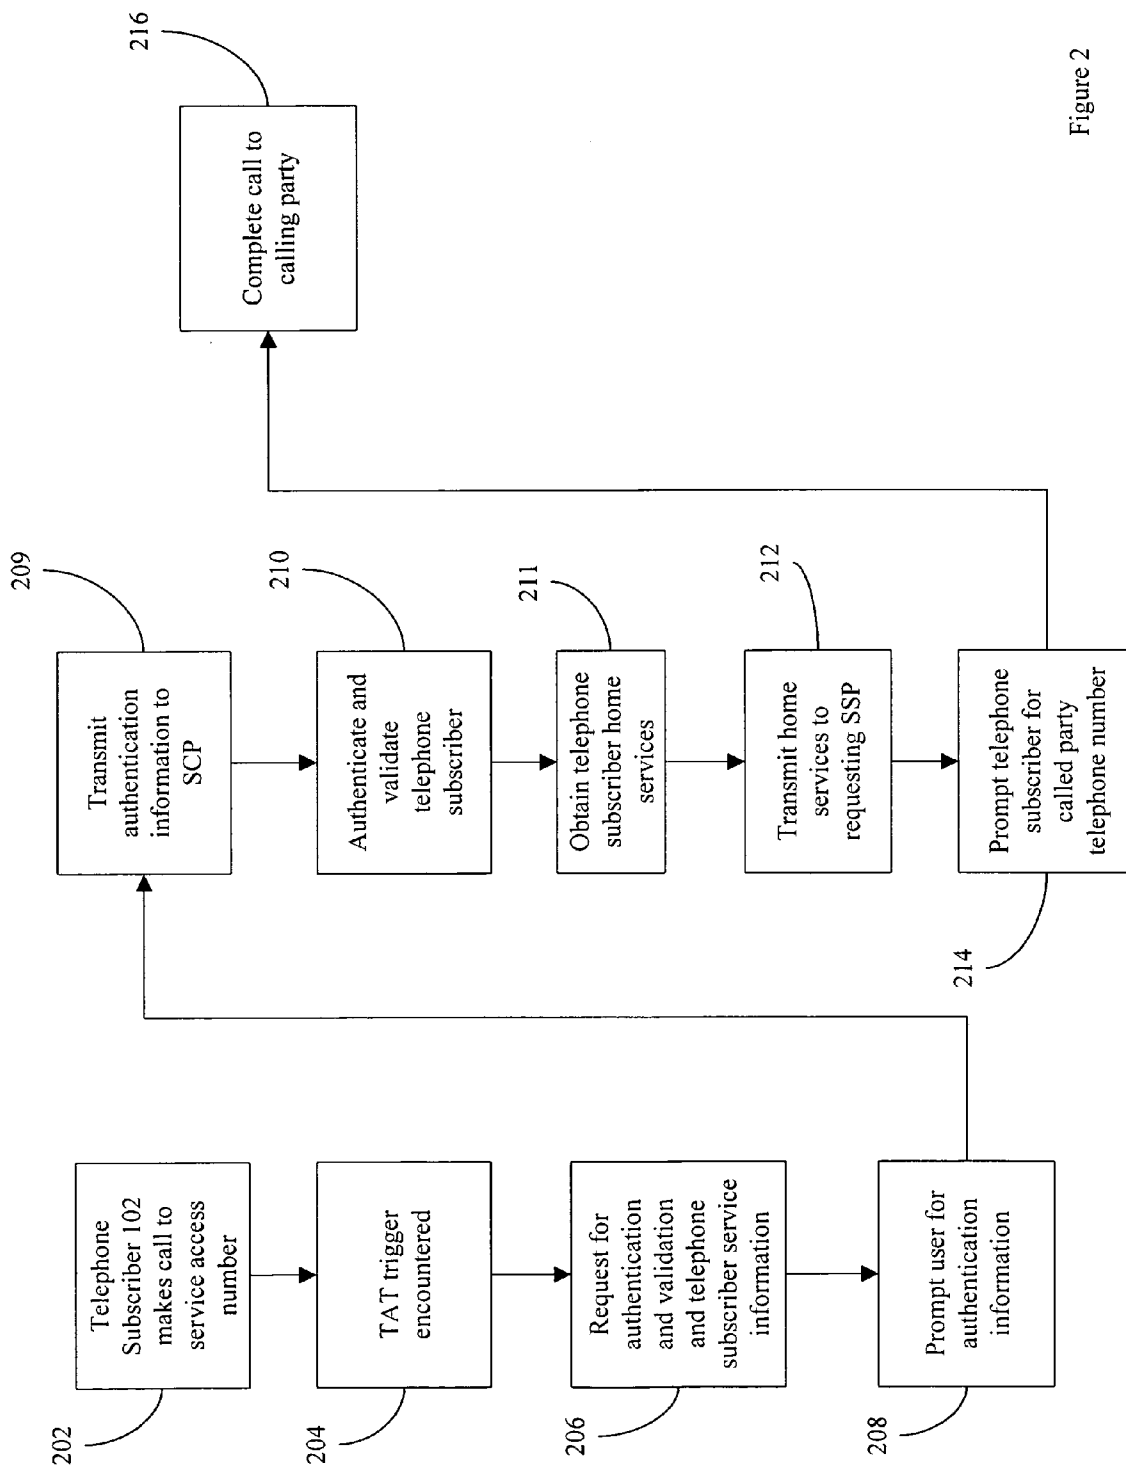 202
Telephone
Subscriber 102
makes call to
service access
number
204
TAT trigger
encountered
206
Request for
authentication
and validation
and telephone
subscriber service
information
208
Prompt user for
authentication
information
209
Transmit
authentication
information to
SCP
210
Authenticate and
validate
telephone
subscriber
211
Obtain telephone
subscriber home
services
212
Transmit home
services to
requesting SSP
214
Prompt telephone
subscriber for
called party
telephone number
216
Complete call to
calling party
Figure 2